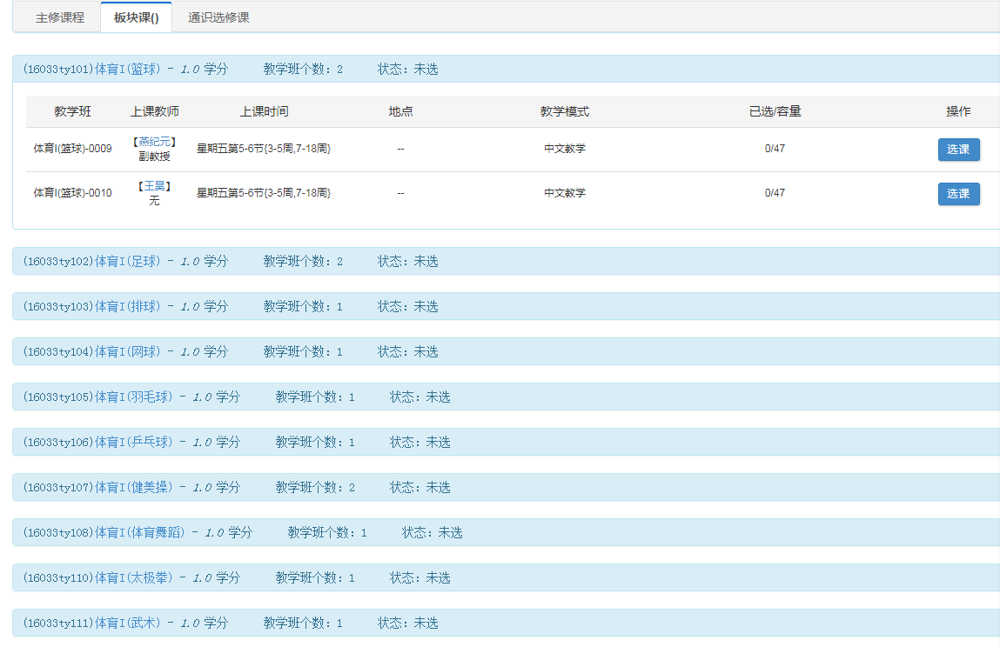 主修课程 板块课() 通识选修课
(16033ty101)体育I(篮球) - 1.0 学分 教学班个数: 2 状态: 未选
教学班 上课教师 上课时间 地点 教学模式 已选/容量 操作
体育I(篮球)-0009 【燕纪元】 星期五第5-6节{3-5周,7-18周} -- 中文教学 0/47 选课
副教授
体育I(篮球)-0010 【王昊】 星期五第5-6节{3-5周,7-18周} -- 中文教学 0/47 选课
无
(16033ty102)体育I(足球) - 1.0 学分 教学班个数: 2 状态: 未选
(16033ty103)体育I(排球) - 1.0 学分 教学班个数: 1 状态: 未选
(16033ty104)体育I(网球) - 1.0 学分 教学班个数: 1 状态: 未选
(16033ty105)体育I(羽毛球) - 1.0 学分 教学班个数: 1 状态: 未选
(16033ty106)体育I(乒乓球) - 1.0 学分 教学班个数: 1 状态: 未选
(16033ty107)体育I(健美操) - 1.0 学分 教学班个数: 2 状态: 未选
(16033ty108)体育I(体育舞蹈) - 1.0 学分 教学班个数: 1 状态: 未选
(16033ty110)体育I(太极拳) - 1.0 学分 教学班个数: 1 状态: 未选
(16033ty111)体育I(武术) - 1.0 学分 教学班个数: 1 状态: 未选